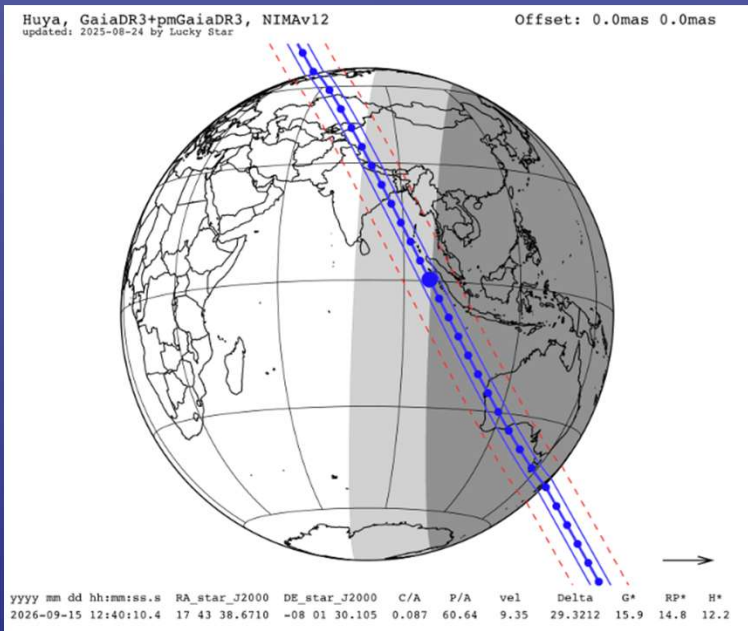 Huya, GaiaDR3+pmGaiaDR3, NIMAv12
Offset: 0.0mas 0.0mas
updated: 2025-08-24 by Lucky Star
yyyy mm dd hh:mm:ss.s RA_star_J2000 DE_star_J2000 C/A P/A vel Delta G* RP* H*
2026-09-15 12:40:10.4 17 43 38.6710 -08 01 30.105 0.087 60.64 9.35 29.3212 15.9 14.8 12.2